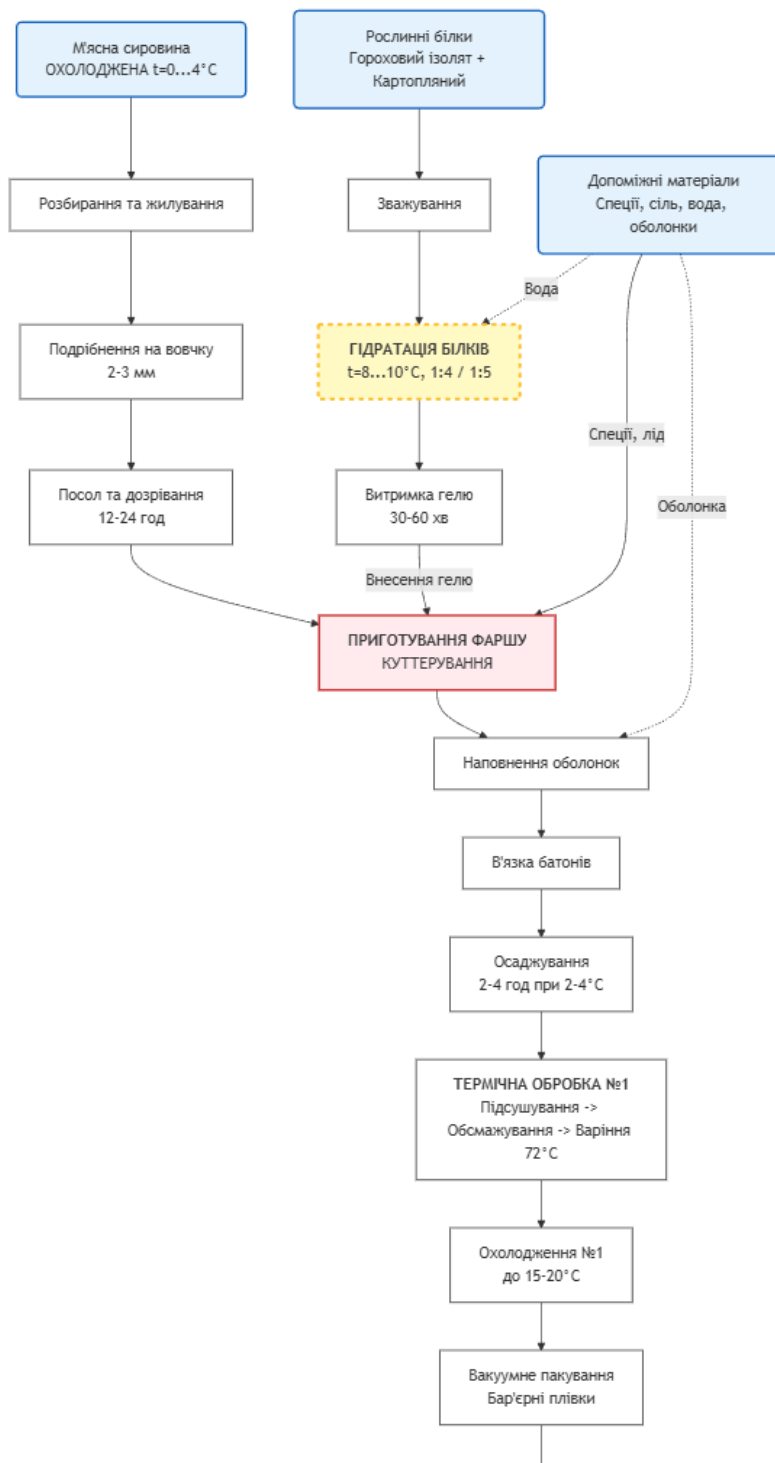 М'ясна сировина
ОХОЛОДЖЕНА t=0...4°C
Рослинні білки
Гороховий ізолят +
Картопляний
Допоміжні матеріали
Спеції, сіль, вода,
оболонки
Розбирання та жилування
Зважування
Вода
Подрібнення на вовчку
2-3 мм
ГІДРАТАЦІЯ БІЛКІВ
t=8...10°C, 1:4 / 1:5
Спеції, лід
Посол та дозрівання
12-24 год
Витримка гелю
30-60 хв
Оболонка
Внесення гелю
ПРИГОТУВАННЯ ФАРШУ
КУТТЕРУВАННЯ
Наповнення оболонок
В'язка батонів
Осаджування
2-4 год при 2-4°C
ТЕРМІЧНА ОБРОБКА №1
Підсушування ->
Обсмажування -> Варіння
72°C
Охолодження №1
до 15-20°C
Вакуумне пакування
Бар'єрні плівки